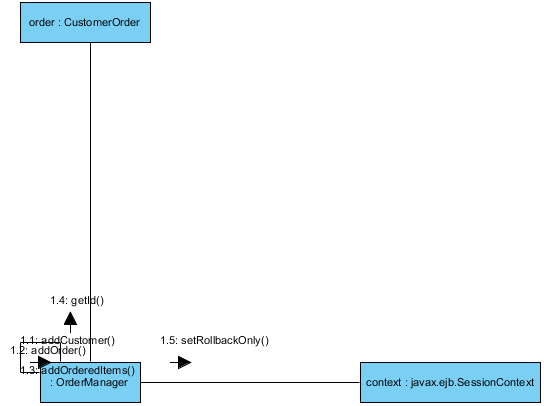 order : CustomerOrder
1.4: getId()
1.1: addCustomer()
1.5: setRollbackOnly()
1.2: addOrder()
1.3: addOrderedItems()
: OrderManager
context : javax.ejb.SessionContext